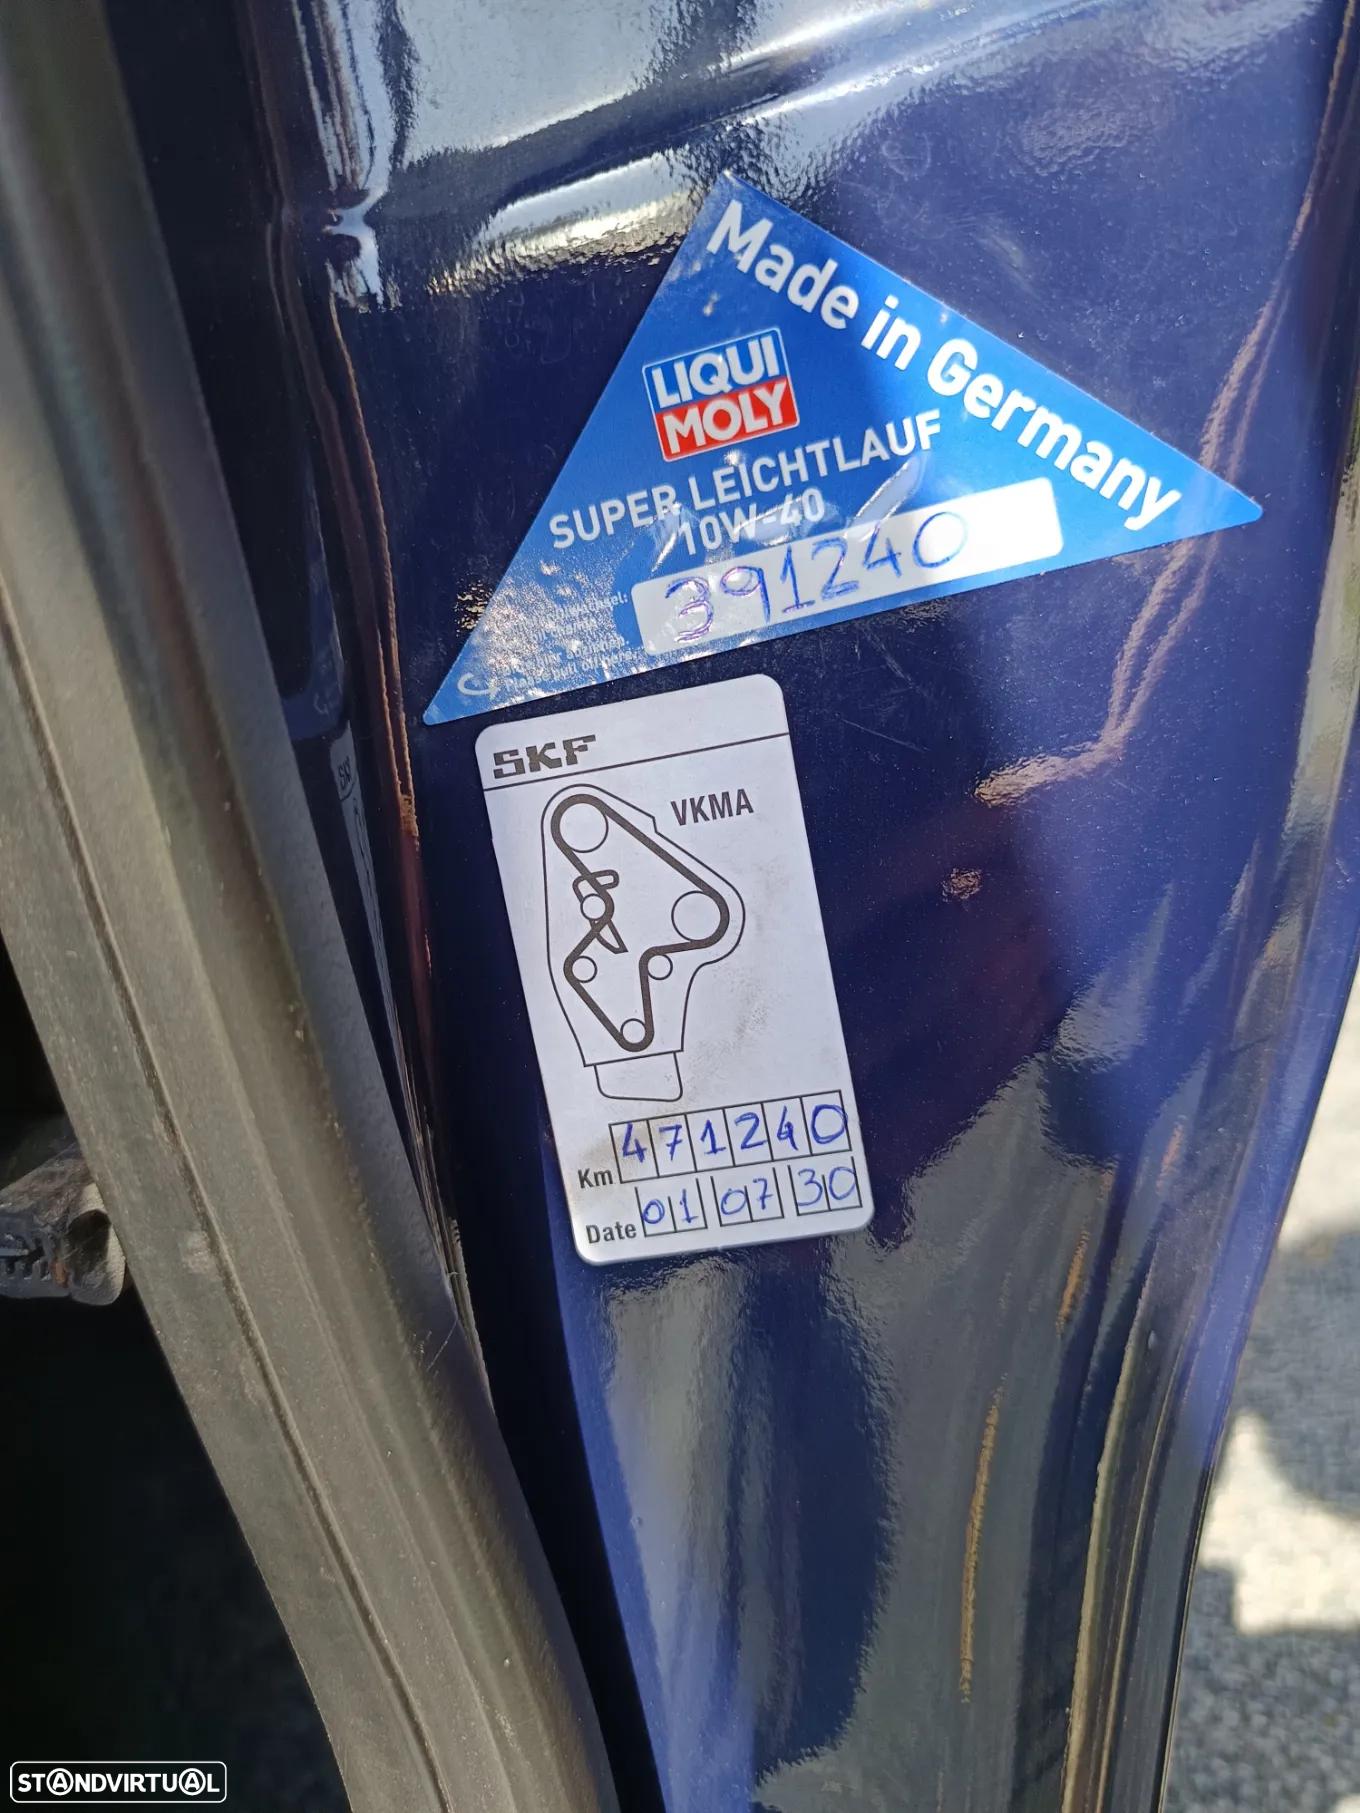 Made in Germany
LIQUI
MOLY
SUPER LEICHTLAUF
10W-40
391240
SKF
VKMA
Km 471240
Date 01 07 30
STANDVIRTUAL